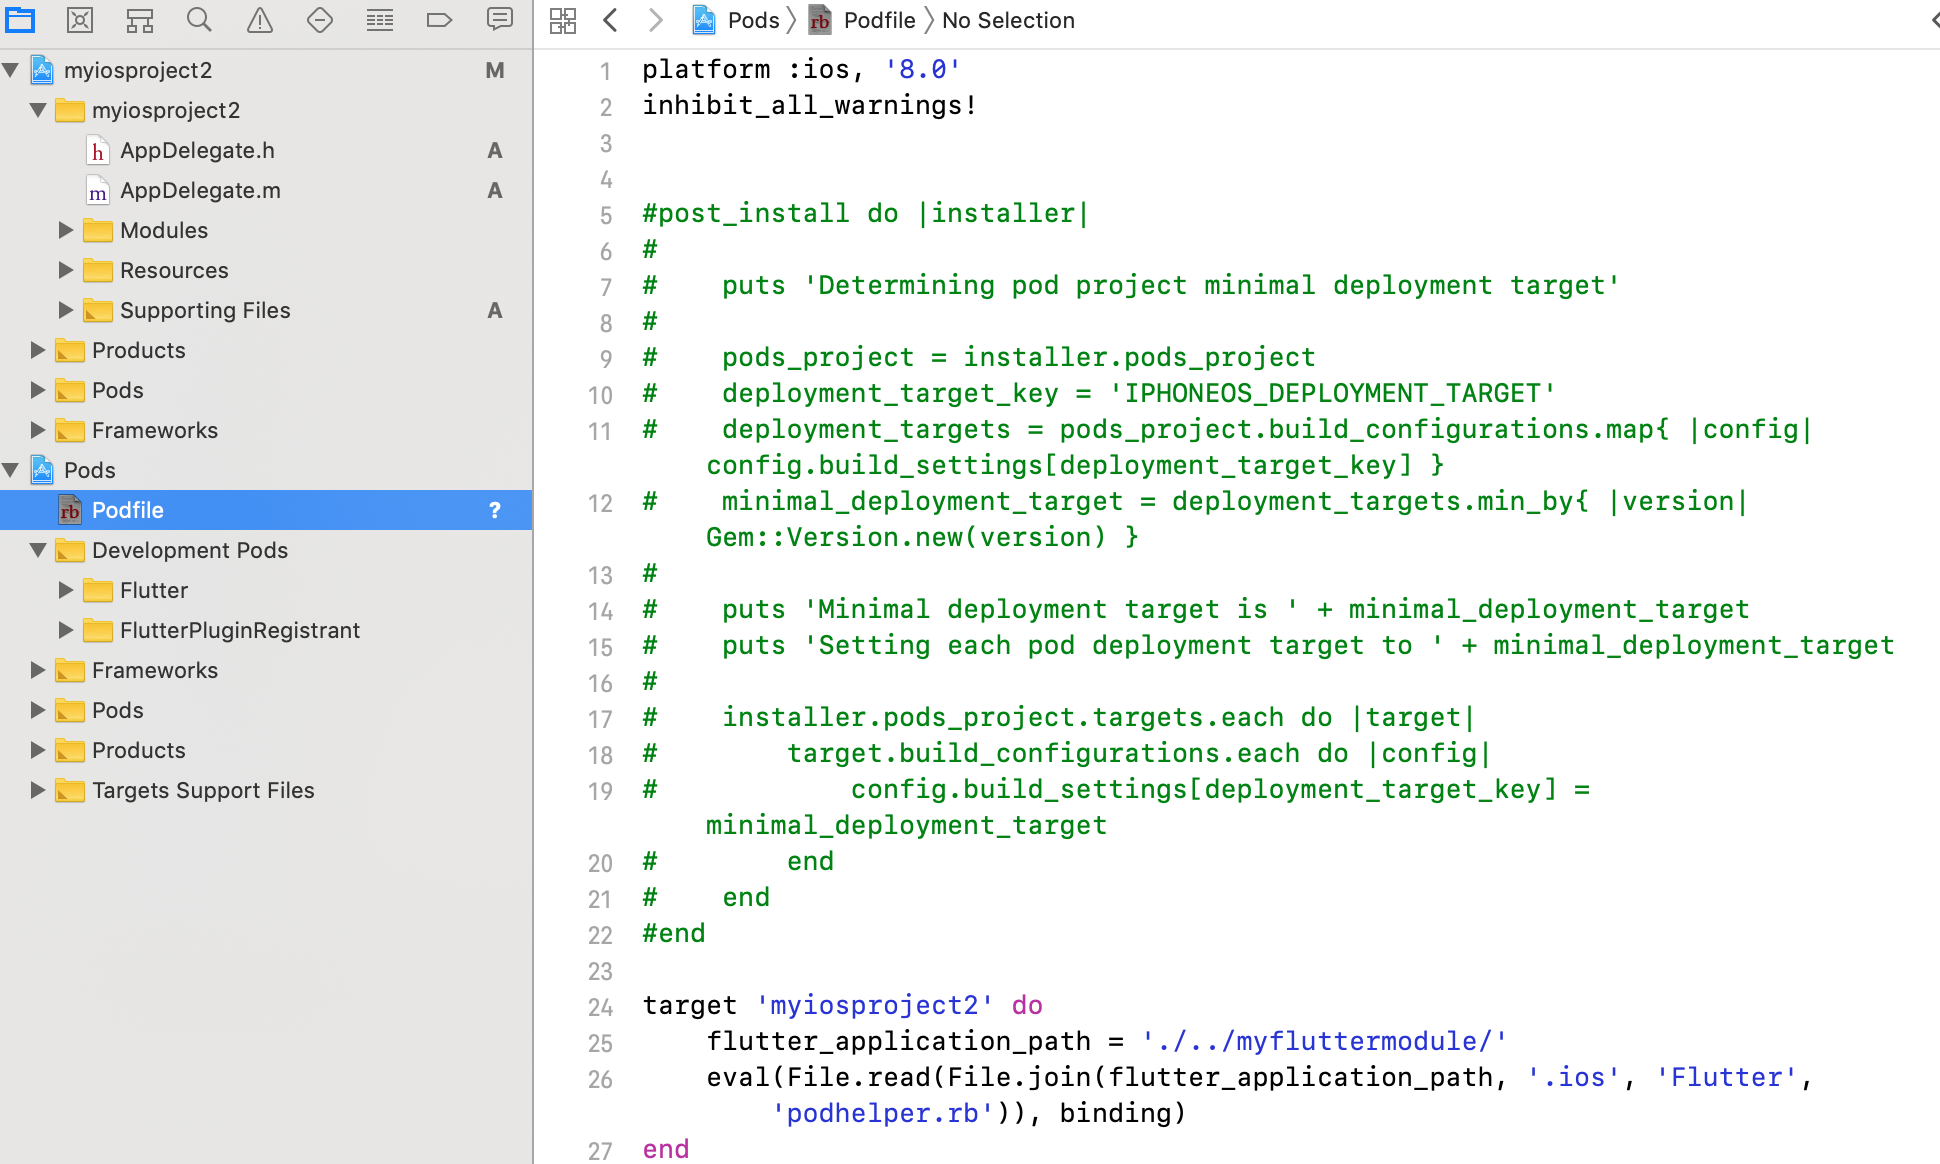 myiosproject2 M
myiosproject2
h AppDelegate.h A
m AppDelegate.m A
Modules
Resources
Supporting Files A
Products
Pods
Frameworks
Pods
rb Podfile ?
Development Pods
Flutter
FlutterPluginRegistrant
Frameworks
Pods
Products
Targets Support Files
Pods rb Podfile No Selection
1 platform :ios, '8.0'
2 inhibit_all_warnings!
3
4
5 #post_install do |installer|
6 #
7 #    puts 'Determining pod project minimal deployment target'
8 #
9 #    pods_project = installer.pods_project
10 #    deployment_target_key = 'IPHONEOS_DEPLOYMENT_TARGET'
11 #    deployment_targets = pods_project.build_configurations.map{ |config|
config.build_settings[deployment_target_key] }
12 #    minimal_deployment_target = deployment_targets.min_by{ |version|
Gem::Version.new(version) }
13 #
14 #    puts 'Minimal deployment target is ' + minimal_deployment_target
15 #    puts 'Setting each pod deployment target to ' + minimal_deployment_target
16 #
17 #    installer.pods_project.targets.each do |target|
18 #        target.build_configurations.each do |config|
19 #            config.build_settings[deployment_target_key] =
minimal_deployment_target
20 #        end
21 #    end
22 #end
23
24 target 'myiosproject2' do
25     flutter_application_path = './../myfluttermodule/'
26     eval(File.read(File.join(flutter_application_path, '.ios', 'Flutter',
'podhelper.rb')), binding)
27 end